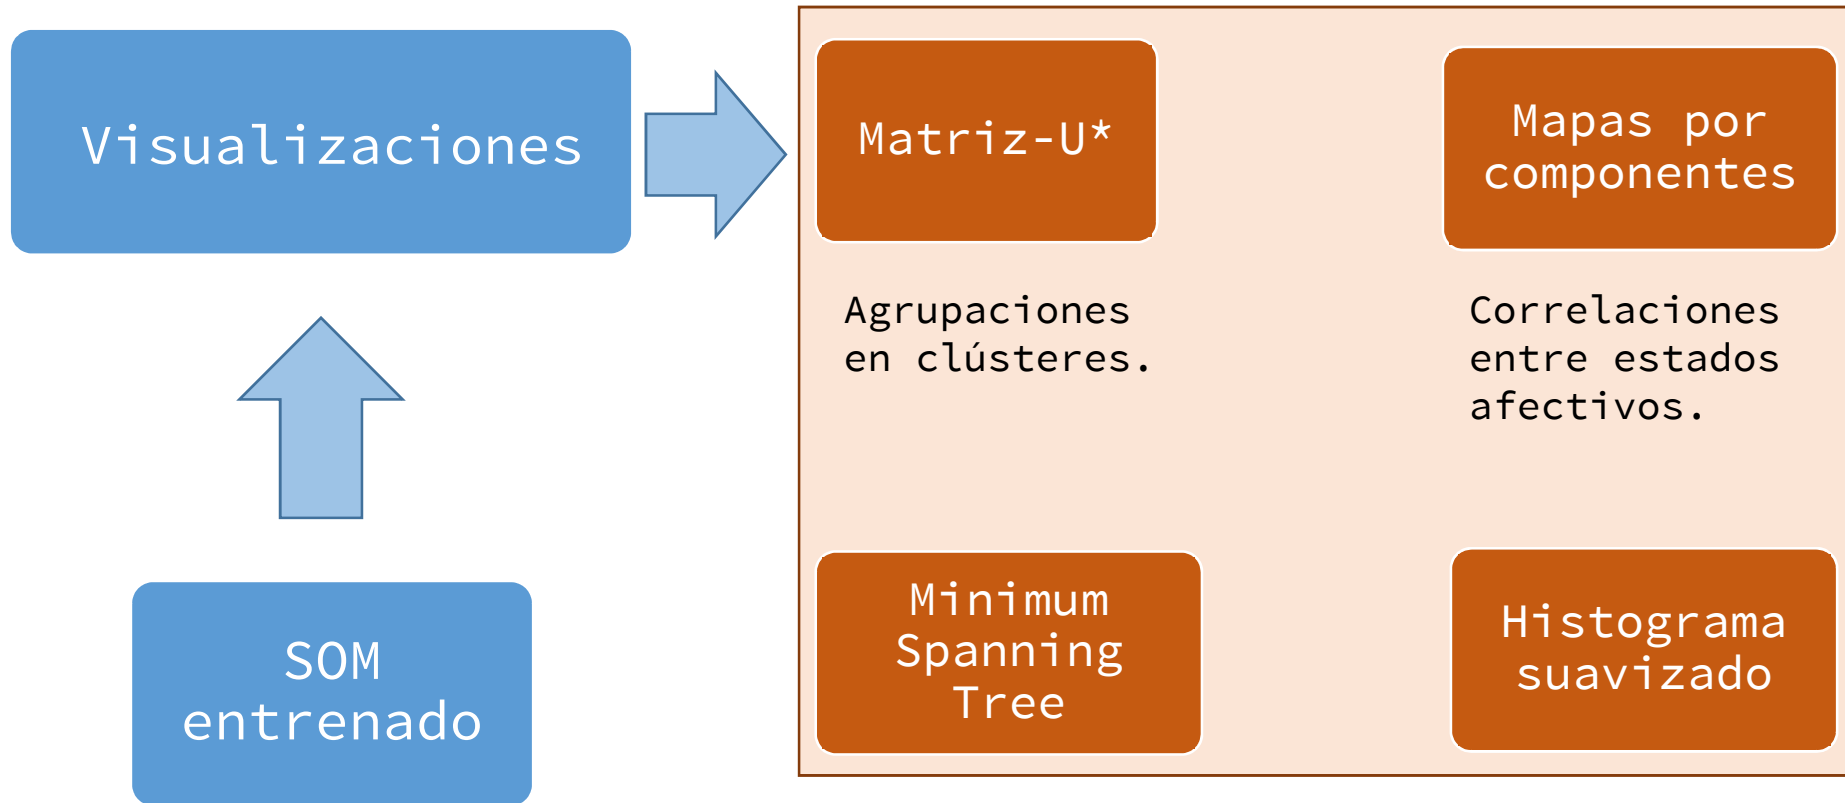 Visualizaciones
Matriz-U*
Mapas por
componentes
Agrupaciones
en clústeres.
Correlaciones
entre estados
afectivos.
SOM
entrenado
Minimum
Spanning
Tree
Histograma
suavizado